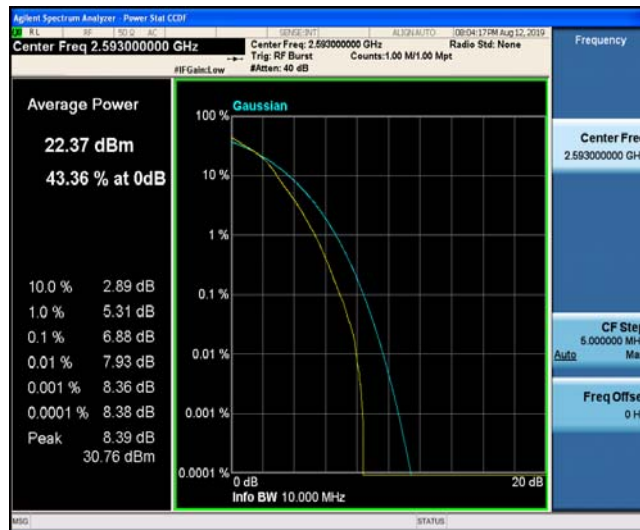 Agilent Spectrum Analyzer - Power Stat CCDF
RL RF 50 Ω AC SENSE:INT ALIGN AUTO 08:04:17 PM Aug 12, 2019
Center Freq 2.593000000 GHz
Center Freq: 2.593000000 GHz Radio Std: None
Trig: RF Burst Counts:1.00 M/1.00 Mpt
#IFGain:Low #Atten: 40 dB
Frequency
Average Power
22.37 dBm
43.36 % at 0dB
10.0 % 2.89 dB
1.0 % 5.31 dB
0.1 % 6.88 dB
0.01 % 7.93 dB
0.001 % 8.36 dB
0.0001 % 8.38 dB
Peak 8.39 dB
30.76 dBm
Gaussian
100 %
10 %
1 %
0.1 %
0.01 %
0.001 %
0.0001 %
0 dB 20 dB
Info BW 10.000 MHz
Center Fre
2.593000000 GH
CF Step
5.000000 MH
Auto Ma
Freq Offse
0 H
MSG STATUS